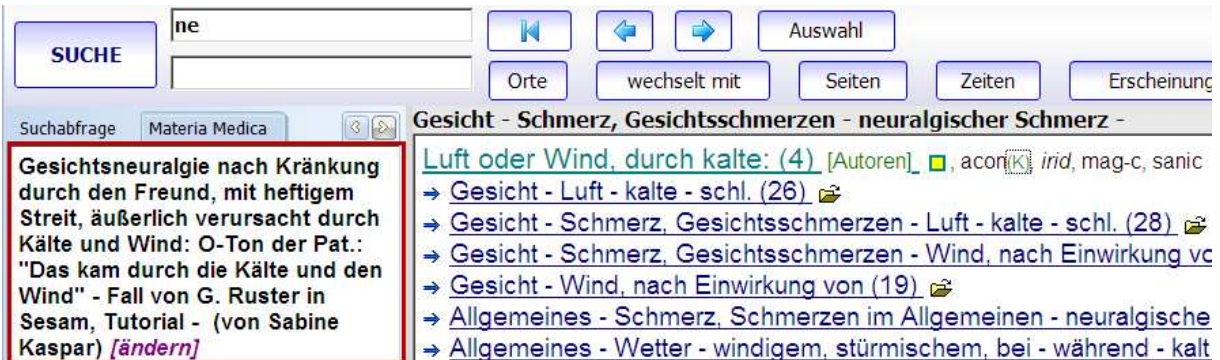 ne
SUCHE
Auswahl
Orte wechselt mit Seiten Zeiten Erscheinung
Suchabfrage Materia Medica
Gesichtsneuralgie nach Kränkung
durch den Freund, mit heftigem
Streit, äußerlich verursacht durch
Kälte und Wind: O-Ton der Pat.:
"Das kam durch die Kälte und den
Wind" - Fall von G. Ruster in
Sesam, Tutorial - (von Sabine
Kaspar) [ändern]
Gesicht - Schmerz, Gesichtsschmerzen - neuralgischer Schmerz -
Luft oder Wind, durch kalte: (4) [Autoren] , acon(K), irid, mag-c, sanic
→ Gesicht - Luft - kalte - schl. (26)
→ Gesicht - Schmerz, Gesichtsschmerzen - Luft - kalte - schl. (28)
→ Gesicht - Schmerz, Gesichtsschmerzen - Wind, nach Einwirkung vo
→ Gesicht - Wind, nach Einwirkung von (19)
→ Allgemeines - Schmerz, Schmerzen im Allgemeinen - neuralgische
→ Allgemeines - Wetter - windigem, stürmischem, bei - während - kalt